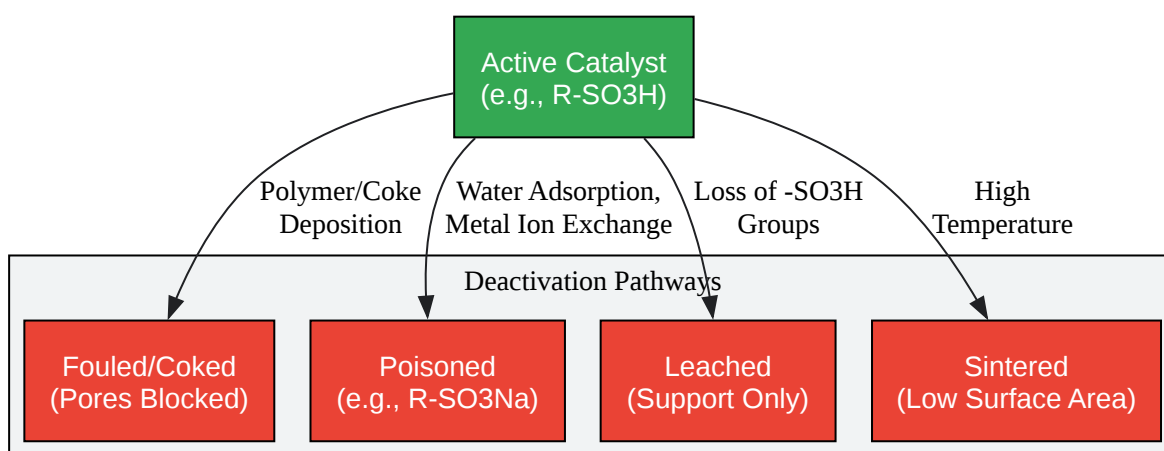 Active Catalyst
(e.g., R-SO3H)
Polymer/Coke
Deposition
Water Adsorption,
Metal Ion Exchange
Loss of -SO3H
Groups
High
Temperature
Deactivation Pathways
Fouled/Coked
(Pores Blocked)
Poisoned
(e.g., R-SO3Na)
Leached
(Support Only)
Sintered
(Low Surface Area)